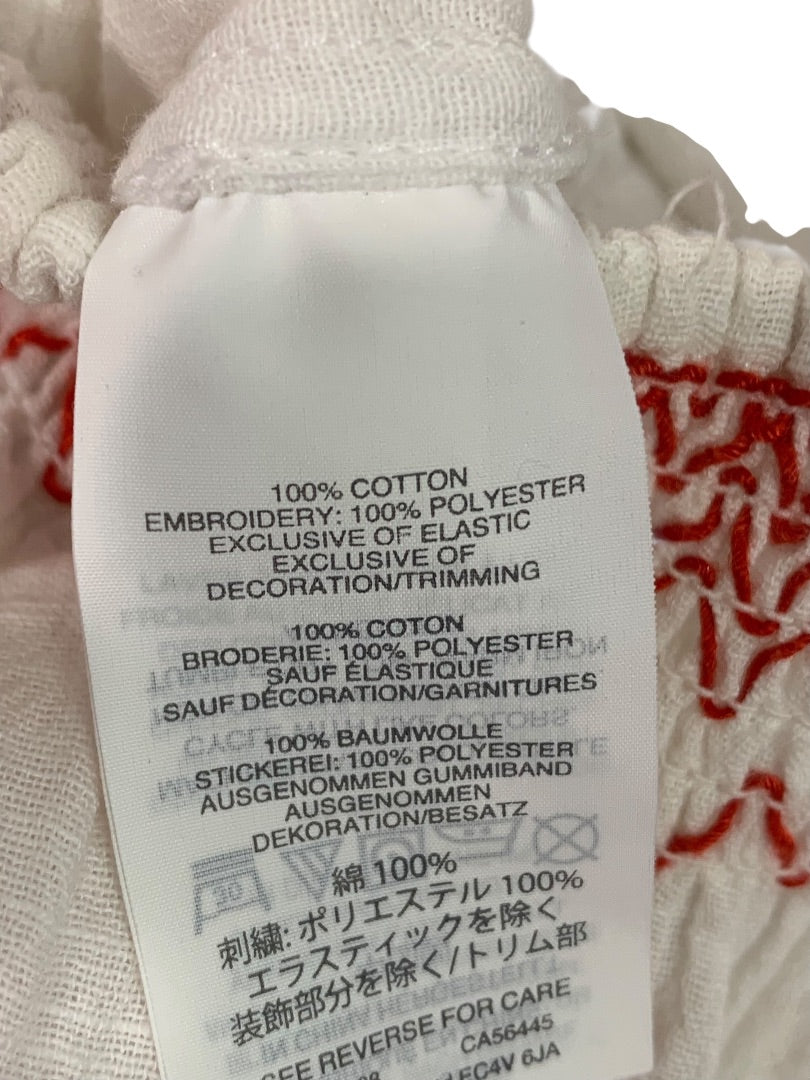 100% COTTON
EMBROIDERY: 100% POLYESTER
EXCLUSIVE OF ELASTIC
EXCLUSIVE OF
DECORATION/TRIMMING
100% COTON
BRODERIE: 100% POLYESTER
SAUF ÉLASTIQUE
SAUF DÉCORATION/GARNITURES
100% BAUMWOLLE
STICKEREI: 100% POLYESTER
AUSGENOMMEN GUMMIBAND
AUSGENOMMEN
DEKORATION/BESATZ
綿 100%
刺繍: ポリエステル 100%
エラスティックを除く
装飾部分を除く/トリム部
SEE REVERSE FOR CARE
CA56445
EC4V 6JA